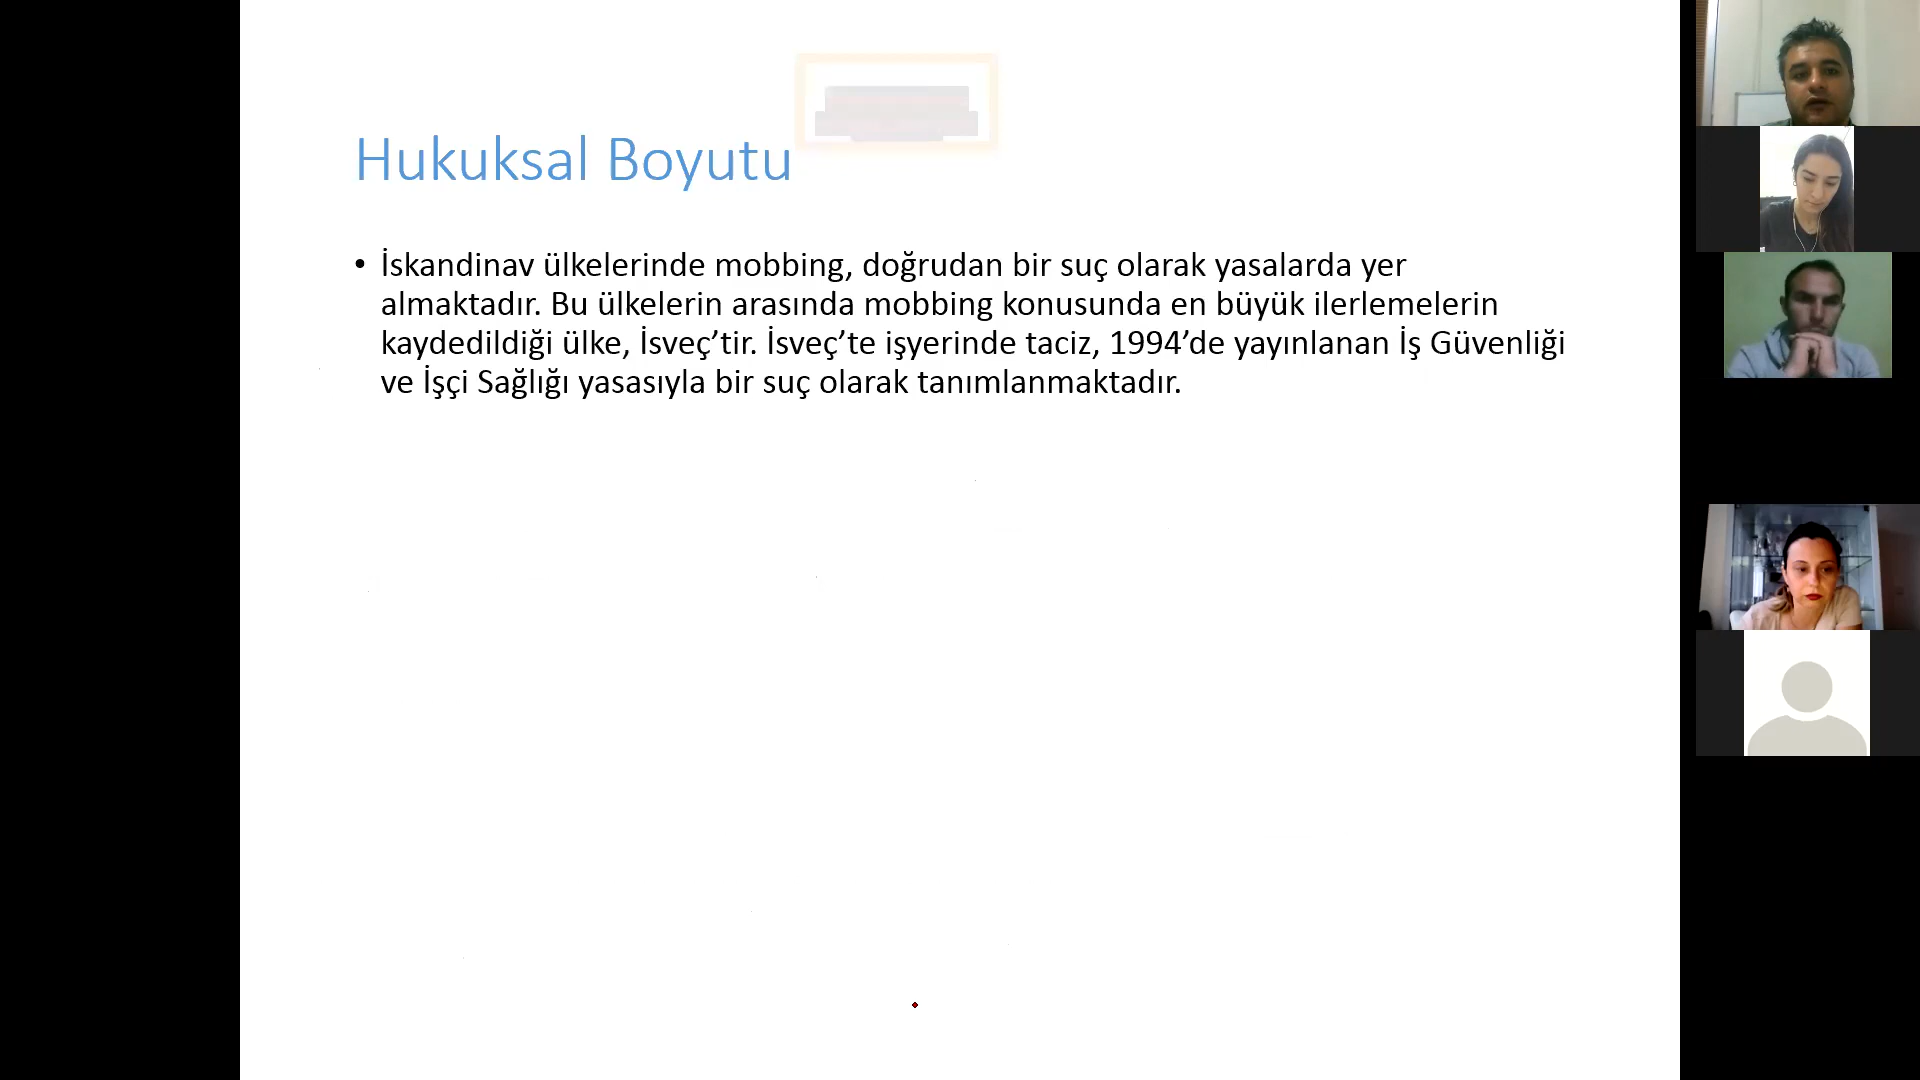 Hukuksal Boyutu
• İskandinav ülkelerinde mobbing, doğrudan bir suç olarak yasalarda yer
almaktadır. Bu ülkelerin arasında mobbing konusunda en büyük ilerlemelerin
kaydedildiği ülke, İsveç’tir. İsveç’te işyerinde taciz, 1994’de yayınlanan İş Güvenliği
ve İşçi Sağlığı yasasıyla bir suç olarak tanımlanmaktadır.